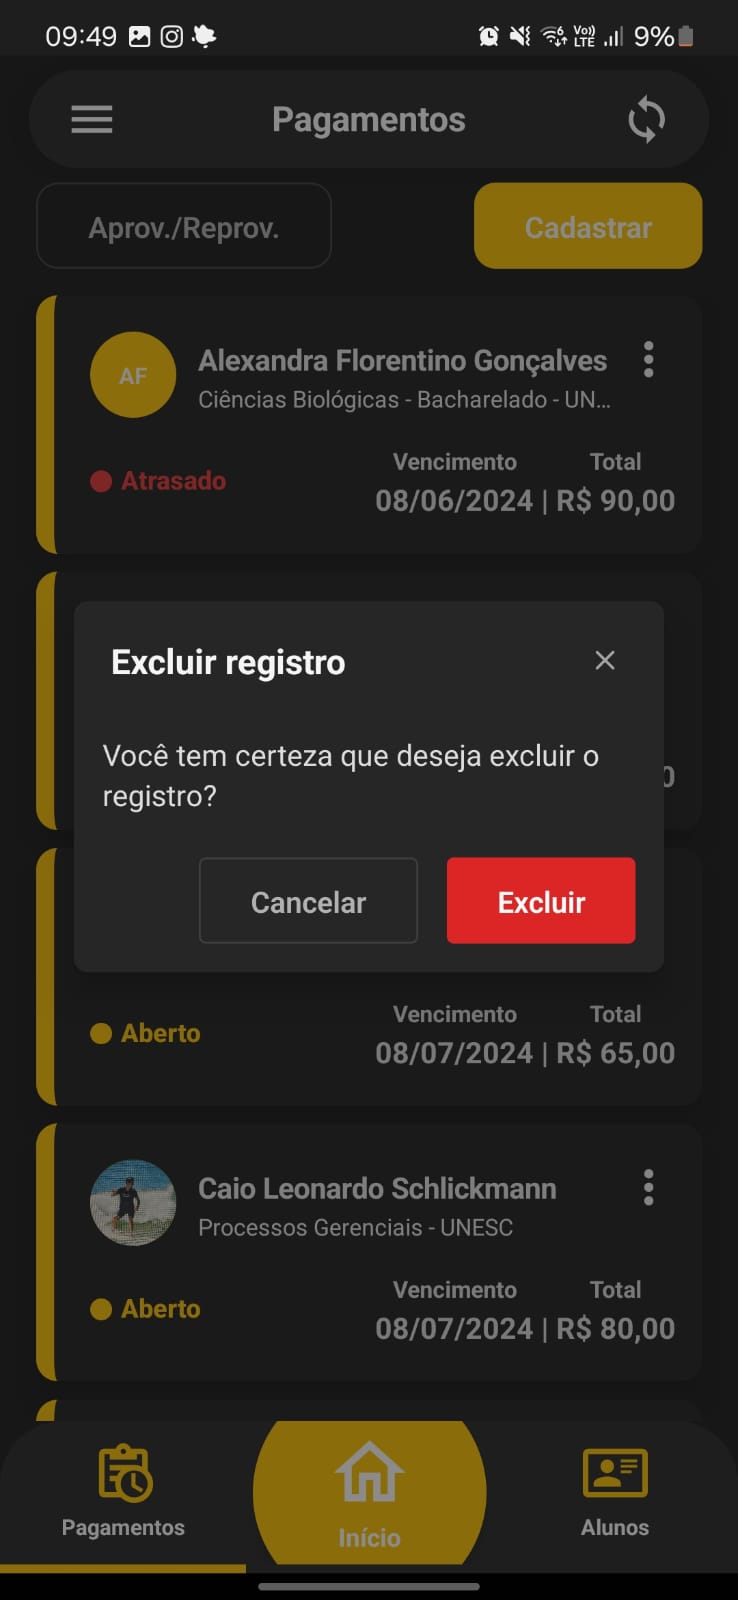 09:49
Vo))
LTE
9%
Pagamentos
Aprov./Reprov.
Cadastrar
AF
Alexandra Florentino Gonçalves
Ciências Biológicas - Bacharelado - UN...
Atrasado
Vencimento Total
08/06/2024 | R$ 90,00
Excluir registro
Você tem certeza que deseja excluir o
registro?
0
Cancelar
Excluir
Aberto
Vencimento Total
08/07/2024 | R$ 65,00
Caio Leonardo Schlickmann
Processos Gerenciais - UNESC
Aberto
Vencimento Total
08/07/2024 | R$ 80,00
Pagamentos
Início
Alunos